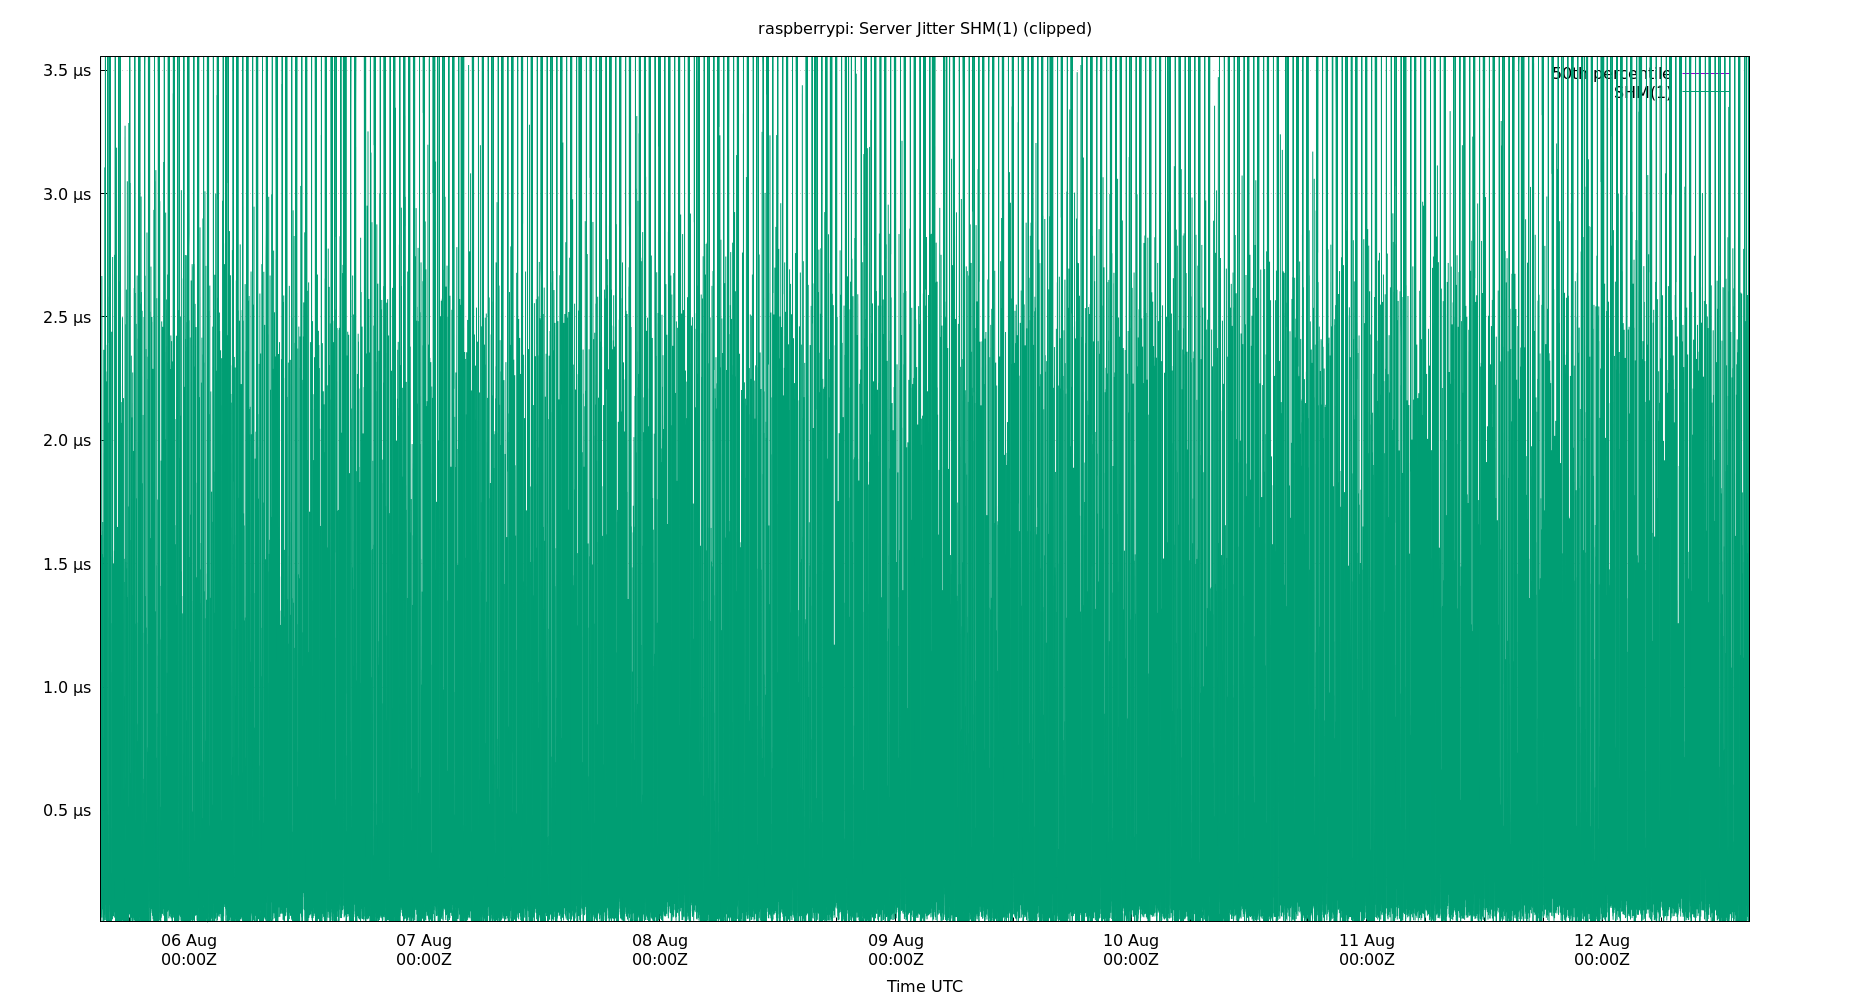 raspberrypi: Server Jitter SHM(1) (clipped)
3.5 µs
50th percentile
SHM(1)
3.0 µs
2.5 µs
2.0 µs
1.5 µs
1.0 µs
0.5 µs
06 Aug 07 Aug 08 Aug 09 Aug 10 Aug 11 Aug 12 Aug
00:00Z 00:00Z 00:00Z 00:00Z 00:00Z 00:00Z 00:00Z
Time UTC